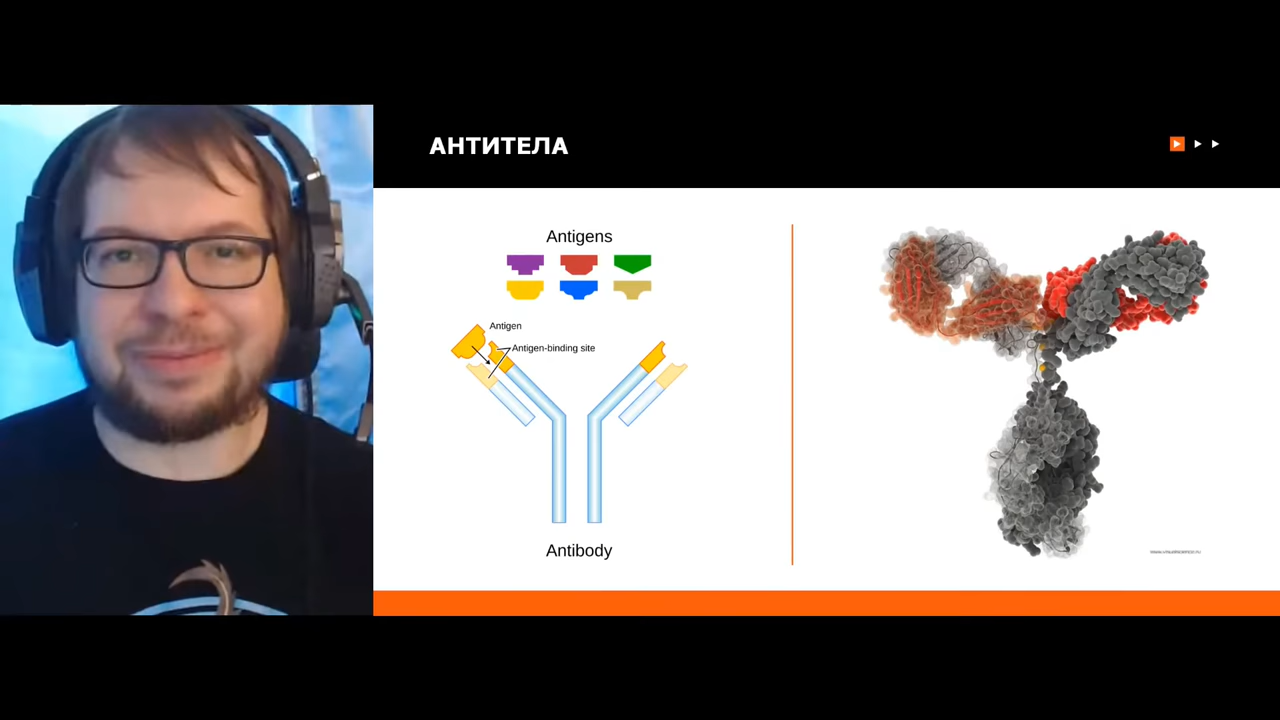 АНТИТЕЛА
Antigens
Antigen
Antigen-binding site
Antibody